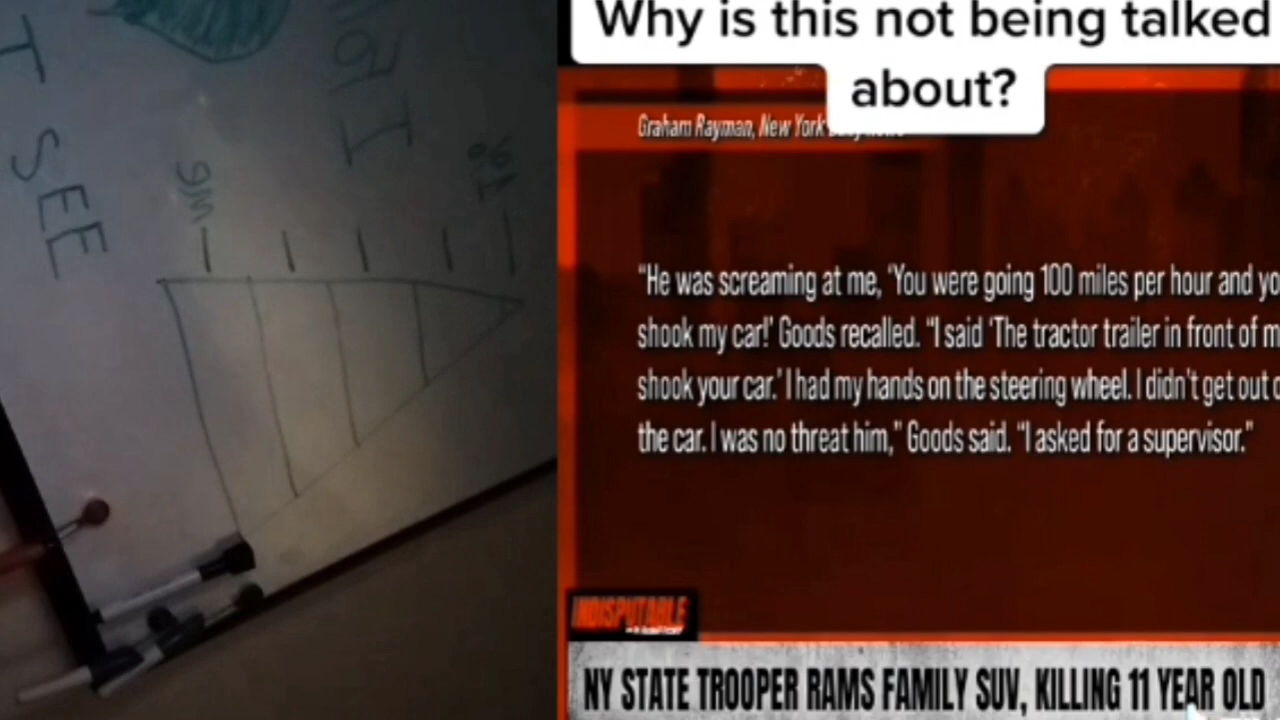 T SEE
Why is this not being talked
about?
Graham Rayman, New York
"He was screaming at me, 'You were going 100 miles per hour and yo
shook my car!' Goods recalled. "I said 'The tractor trailer in front of m
shook your car.' I had my hands on the steering wheel. I didn't get out o
the car. I was no threat him," Goods said. "I asked for a supervisor."
INDISPUTABLE
NY STATE TROOPER RAMS FAMILY SUV, KILLING 11 YEAR OLD